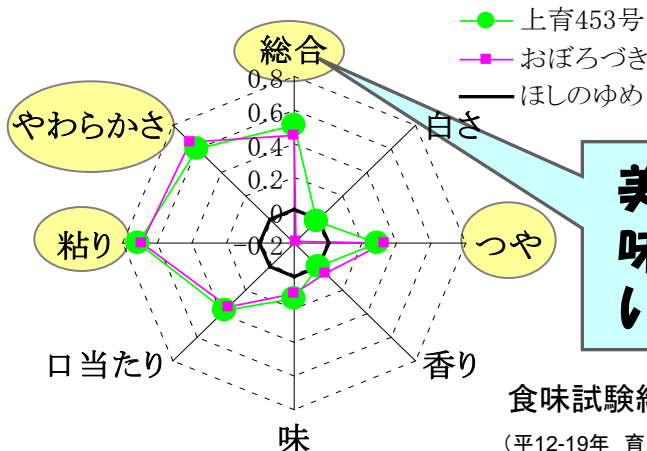 上育453号
おぼろづき
ほしのゆめ
総合
0.8
0.6
0.4
0.2
0
-0.2
白さ
つや
香り
味
口当たり
粘り
やわらかさ
美
味
い
食味試験
（平12-19年 育